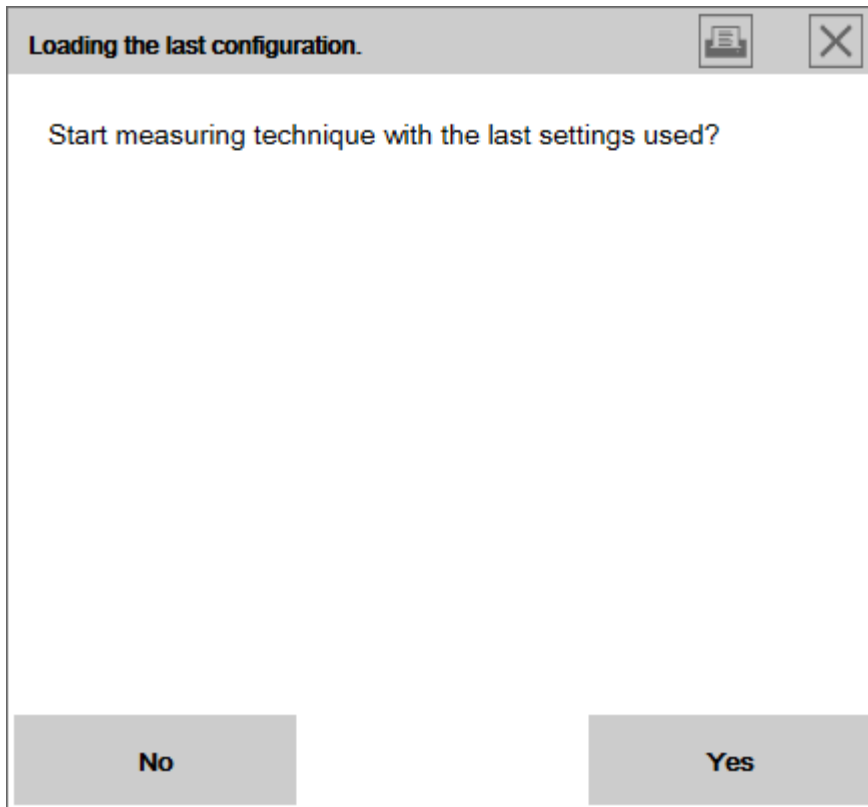 Loading the last configuration.
Start measuring technique with the last settings used?
No
Yes